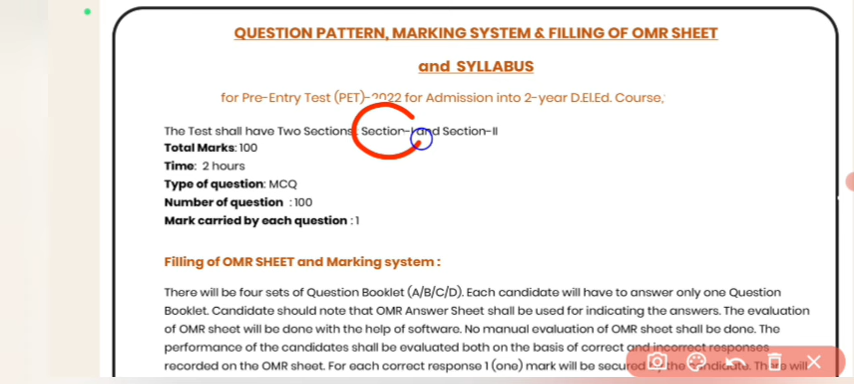 QUESTION PATTERN, MARKING SYSTEM & FILLING OF OMR SHEET
and SYLLABUS
for Pre-Entry Test (PET)-2022 for Admission into 2-year D.El.Ed. Course,
The Test shall have Two Sections, Section-I and Section-II
Total Marks: 100
Time: 2 hours
Type of question: MCQ
Number of question : 100
Mark carried by each question : 1
Filling of OMR SHEET and Marking system :
There will be four sets of Question Booklet (A/B/C/D). Each candidate will have to answer only one Question
Booklet. Candidate should note that OMR Answer Sheet shall be used for indicating the answers. The evaluation
of OMR sheet will be done with the help of software. No manual evaluation of OMR sheet shall be done. The
performance of the candidates shall be evaluated both on the basis of correct and incorrect responses
recorded on the OMR sheet. For each correct response 1 (one) mark will be secured the candidate. will